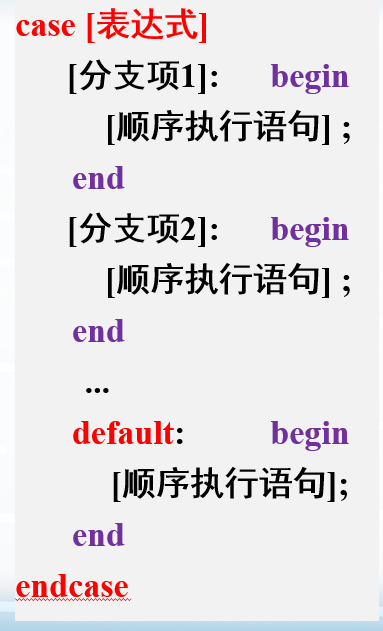 case [表达式]
[分支项1]: begin
[顺序执行语句] ;
end
[分支项2]: begin
[顺序执行语句] ;
end
...
default: begin
[顺序执行语句];
end
endcase